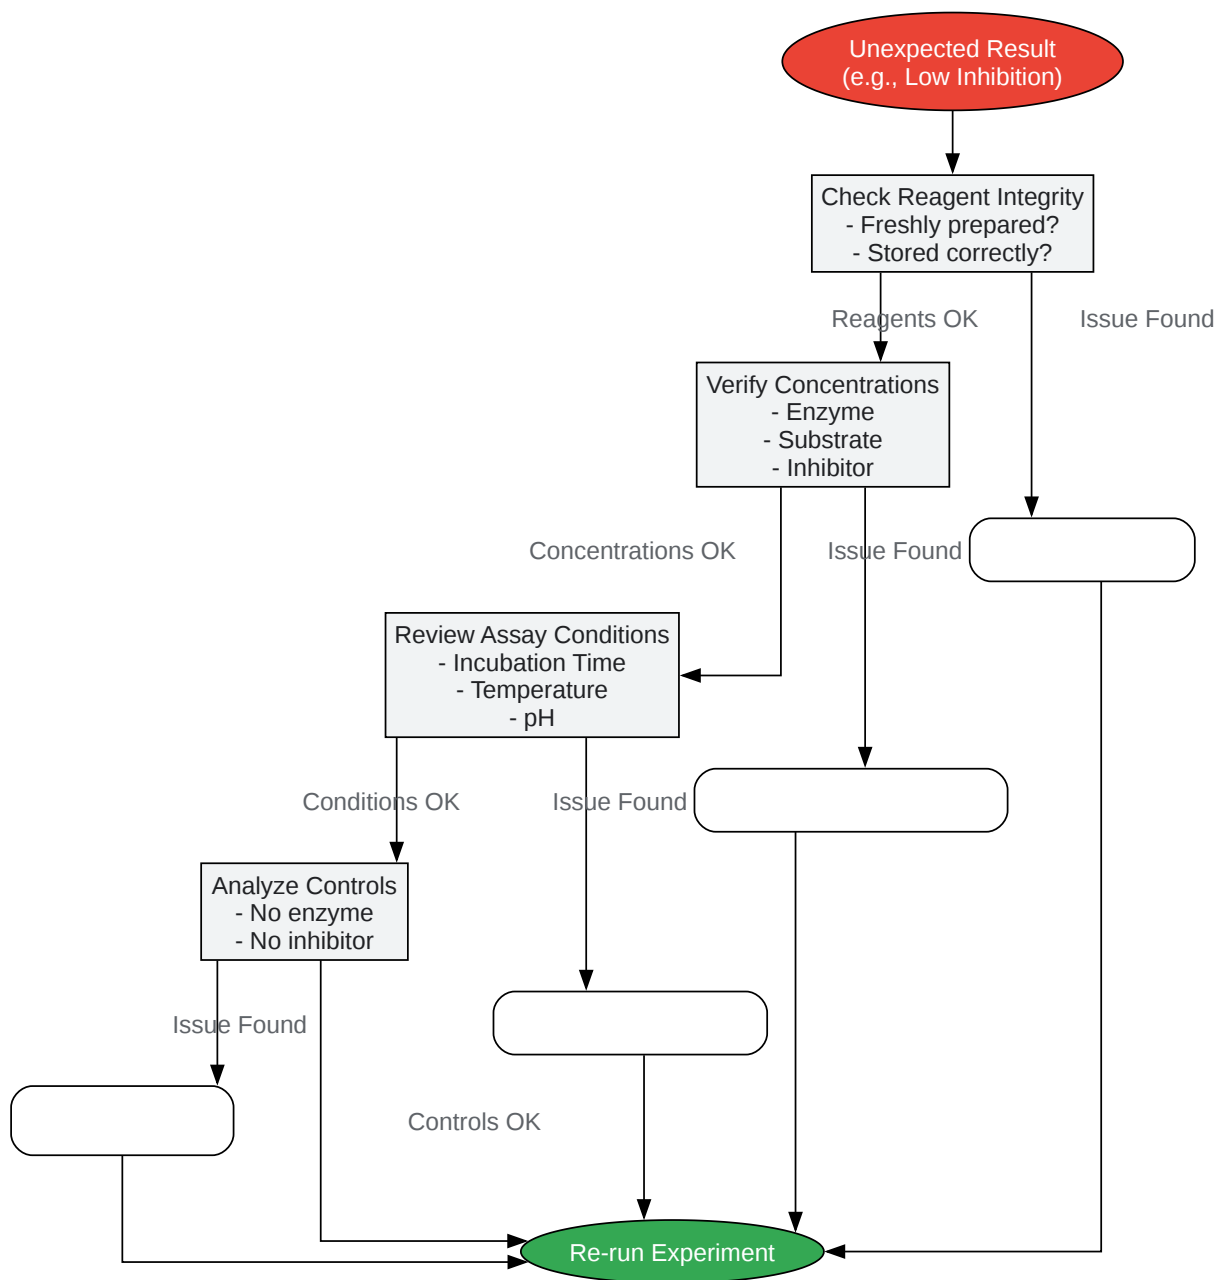 Unexpected Result
(e.g., Low Inhibition)
Check Reagent Integrity
- Freshly prepared?
- Stored correctly?
Reagents OK
Issue Found
Verify Concentrations
- Enzyme
- Substrate
- Inhibitor
Concentrations OK
Issue Found
Review Assay Conditions
- Incubation Time
- Temperature
- pH
Conditions OK
Issue Found
Analyze Controls
- No enzyme
- No inhibitor
Issue Found
Controls OK
Re-run Experiment